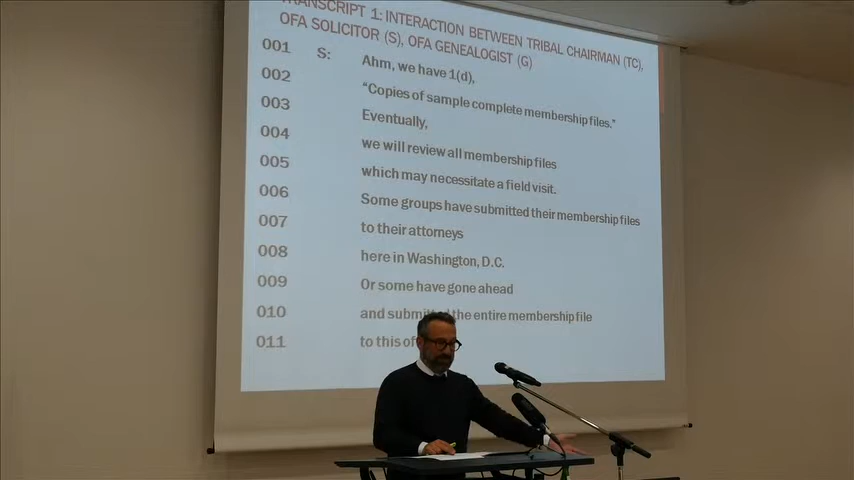 TRANSCRIPT 1: INTERACTION BETWEEN TRIBAL CHAIRMAN (TC),
OFA SOLICITOR (S), OFA GENEALOGIST (G)
001 S: Ahm, we have 1(d),
002 “Copies of sample complete membership files.”
003 Eventually,
004 we will review all membership files
005 which may necessitate a field visit.
006 Some groups have submitted their membership files
007 to their attorneys
008 here in Washington, D.C.
009 Or some have gone ahead
010 and the entire membership file
011 to this